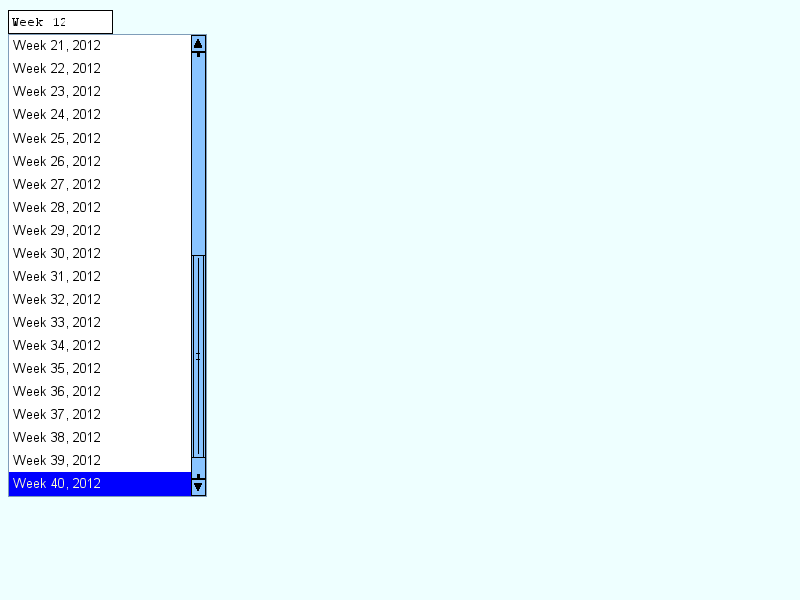 Week 12
Week 21, 2012
Week 22, 2012
Week 23, 2012
Week 24, 2012
Week 25, 2012
Week 26, 2012
Week 27, 2012
Week 28, 2012
Week 29, 2012
Week 30, 2012
Week 31, 2012
Week 32, 2012
Week 33, 2012
Week 34, 2012
Week 35, 2012
Week 36, 2012
Week 37, 2012
Week 38, 2012
Week 39, 2012
Week 40, 2012